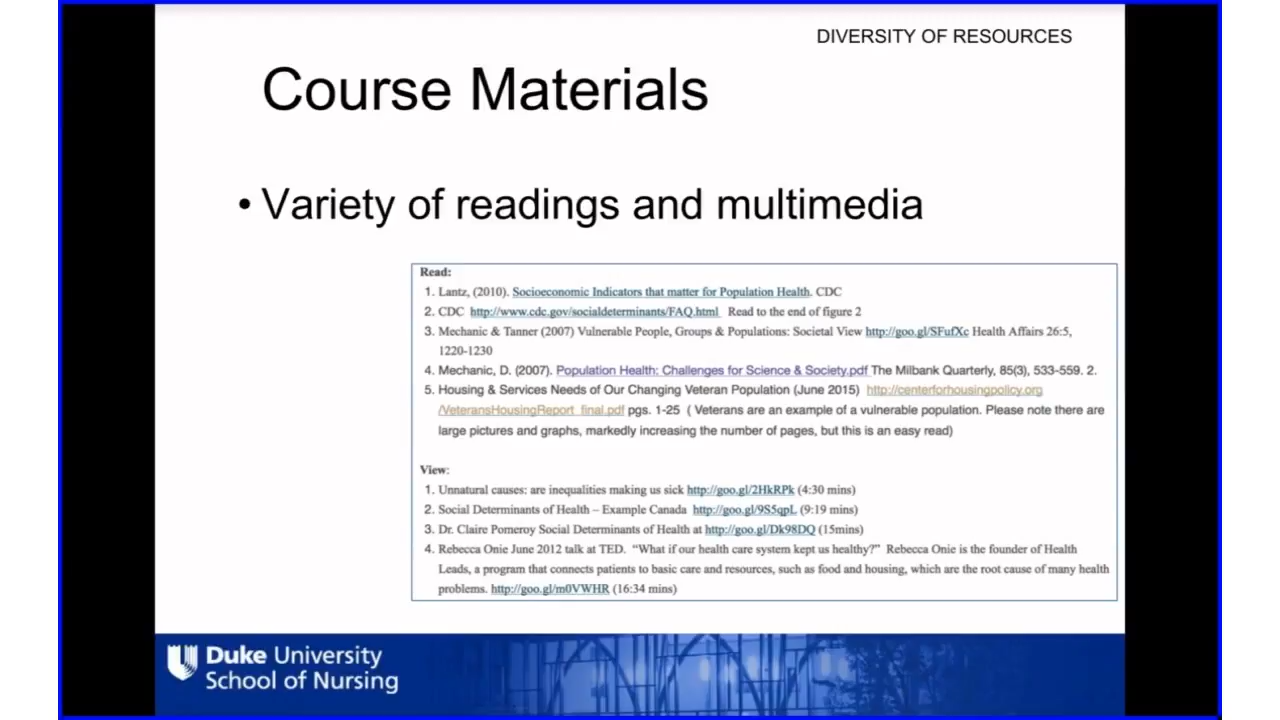 DIVERSITY OF RESOURCES
Course Materials
• Variety of readings and multimedia
Read:
1. Lantz, (2010). Socioeconomic Indicators that matter for Population Health. CDC
2. CDC http://www.cdc.gov/socialdeterminants/FAQ.html Read to the end of figure 2
3. Mechanic & Tanner (2007) Vulnerable People, Groups & Populations: Societal View http://goo.gl/SFufXc Health Affairs 26:5,
1220-1230
4. Mechanic, D. (2007). Population Health: Challenges for Science & Society.pdf The Milbank Quarterly, 85(3), 533-559. 2.
5. Housing & Services Needs of Our Changing Veteran Population (June 2015) http://centerforhousingpolicy.org
/VeteransHousingReport_final.pdf pgs. 1-25 ( Veterans are an example of a vulnerable population. Please note there are
large pictures and graphs, markedly increasing the number of pages, but this is an easy read)
View:
1. Unnatural causes: are inequalities making us sick http://goo.gl/2HkRPk (4:30 mins)
2. Social Determinants of Health – Example Canada http://goo.gl/9S5qpL (9:19 mins)
3. Dr. Claire Pomeroy Social Determinants of Health at http://goo.gl/Dk98DQ (15mins)
4. Rebecca Onie June 2012 talk at TED. “What if our health care system kept us healthy?” Rebecca Onie is the founder of Health
Leads, a program that connects patients to basic care and resources, such as food and housing, which are the root cause of many health
problems. http://goo.gl/m0VWHR (16:34 mins)
Duke University
School of Nursing